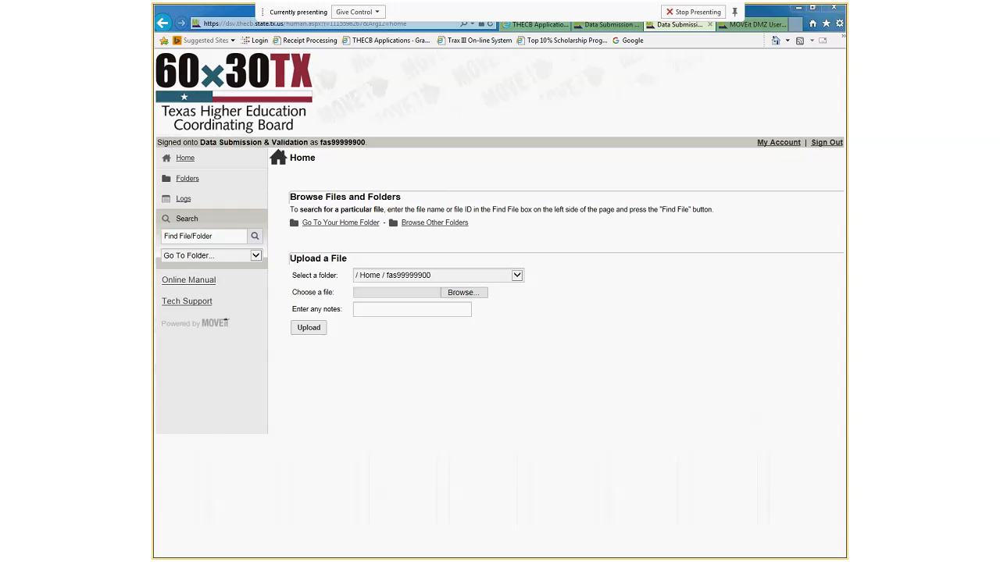 Currently presenting
Give Control
Stop Presenting
THECB Applicatio...
Data Submission ...
Data Submissi...
MOVEit DMZ User...
Suggested Sites
Login
Receipt Processing
THECB Applications - Gra...
Trax III On-line System
Top 10% Scholarship Prog...
Google
60x30TX
Texas Higher Education
Coordinating Board
Signed onto Data Submission & Validation as fas99999900.
My Account | Sign Out
Home
Folders
Logs
Search
Find File/Folder
Go To Folder...
Online Manual
Tech Support
Powered by MOVEit
Home
Browse Files and Folders
To search for a particular file, enter the file name or file ID in the Find File box on the left side of the page and press the "Find File" button.
Go To Your Home Folder - Browse Other Folders
Upload a File
Select a folder: / Home / fas99999900
Choose a file: Browse...
Enter any notes:
Upload